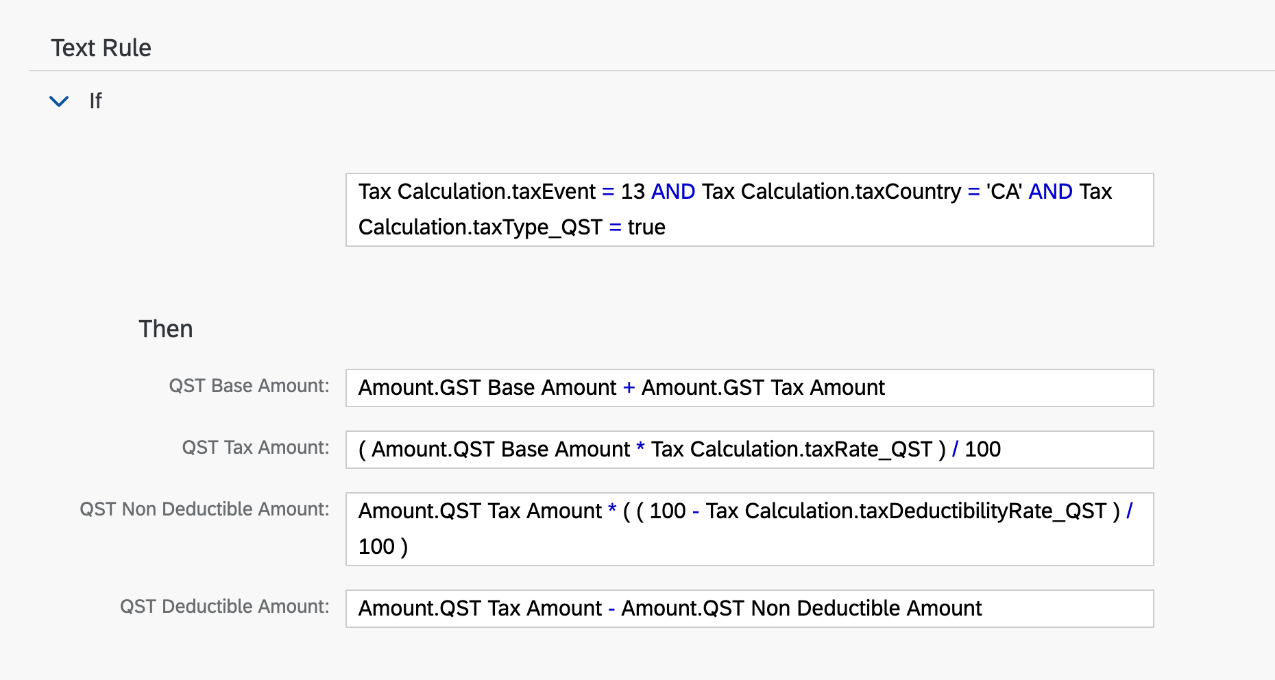 Text Rule
If
Tax Calculation.taxEvent = 13 AND Tax Calculation.taxCountry = 'CA' AND Tax
Calculation.taxType_QST = true
Then
QST Base Amount: Amount.GST Base Amount + Amount.GST Tax Amount
QST Tax Amount: ( Amount.QST Base Amount * Tax Calculation.taxRate_QST ) / 100
QST Non Deductible Amount: Amount.QST Tax Amount * ( ( 100 - Tax Calculation.taxDeductibilityRate_QST ) /
100 )
QST Deductible Amount: Amount.QST Tax Amount - Amount.QST Non Deductible Amount